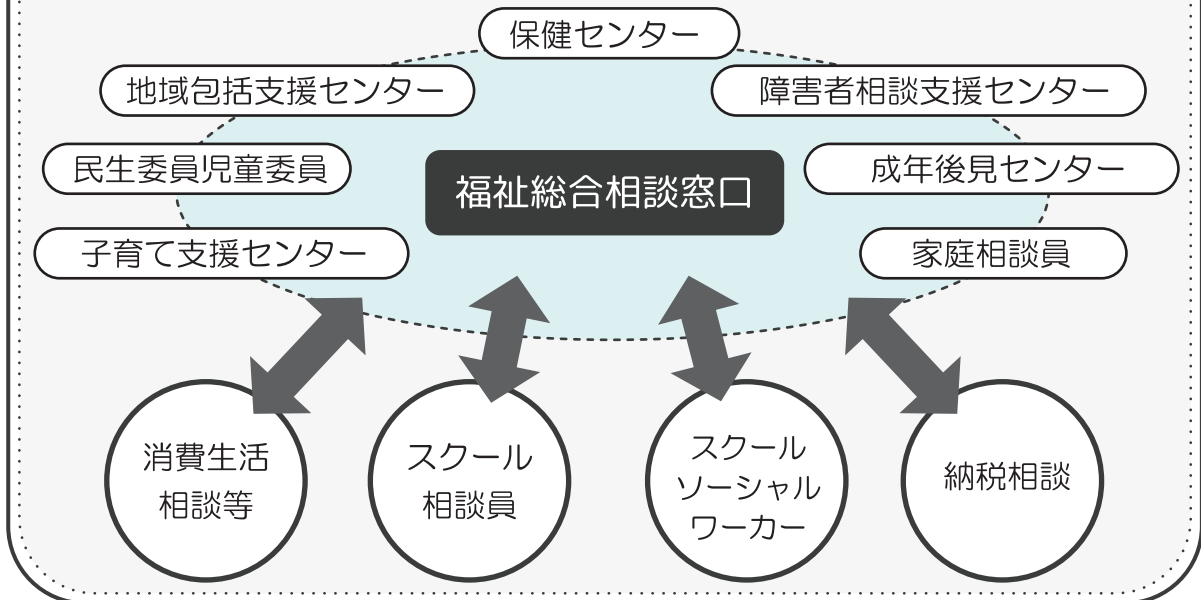 保健センター
地域包括支援センター
障害者相談支援センター
民生委員児童委員
福祉総合相談窓口
成年後見センター
子育て支援センター
家庭相談員
消費生活
相談等
スクール
相談員
スクール
ソーシャル
ワーカー
納税相談